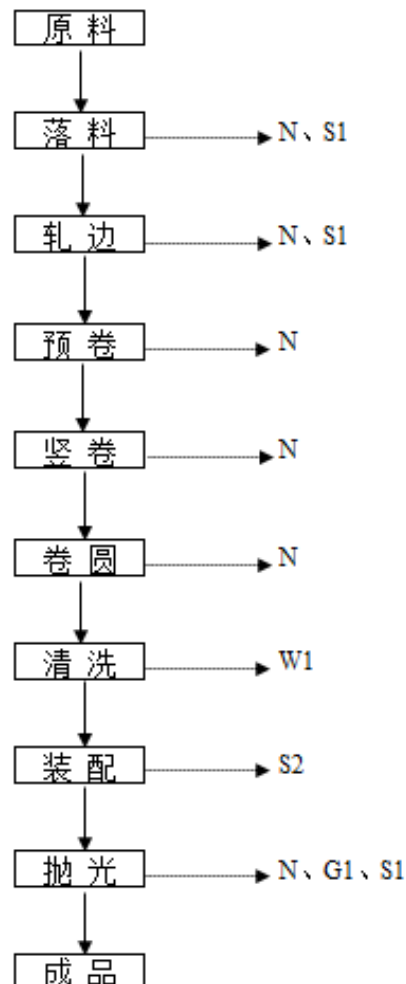 原 料
落 料 N、S1
轧 边 N、S1
预 卷 N
竖 卷 N
卷 圆 N
清 洗 W1
装 配 S2
抛 光 N、G1、S1
成 品